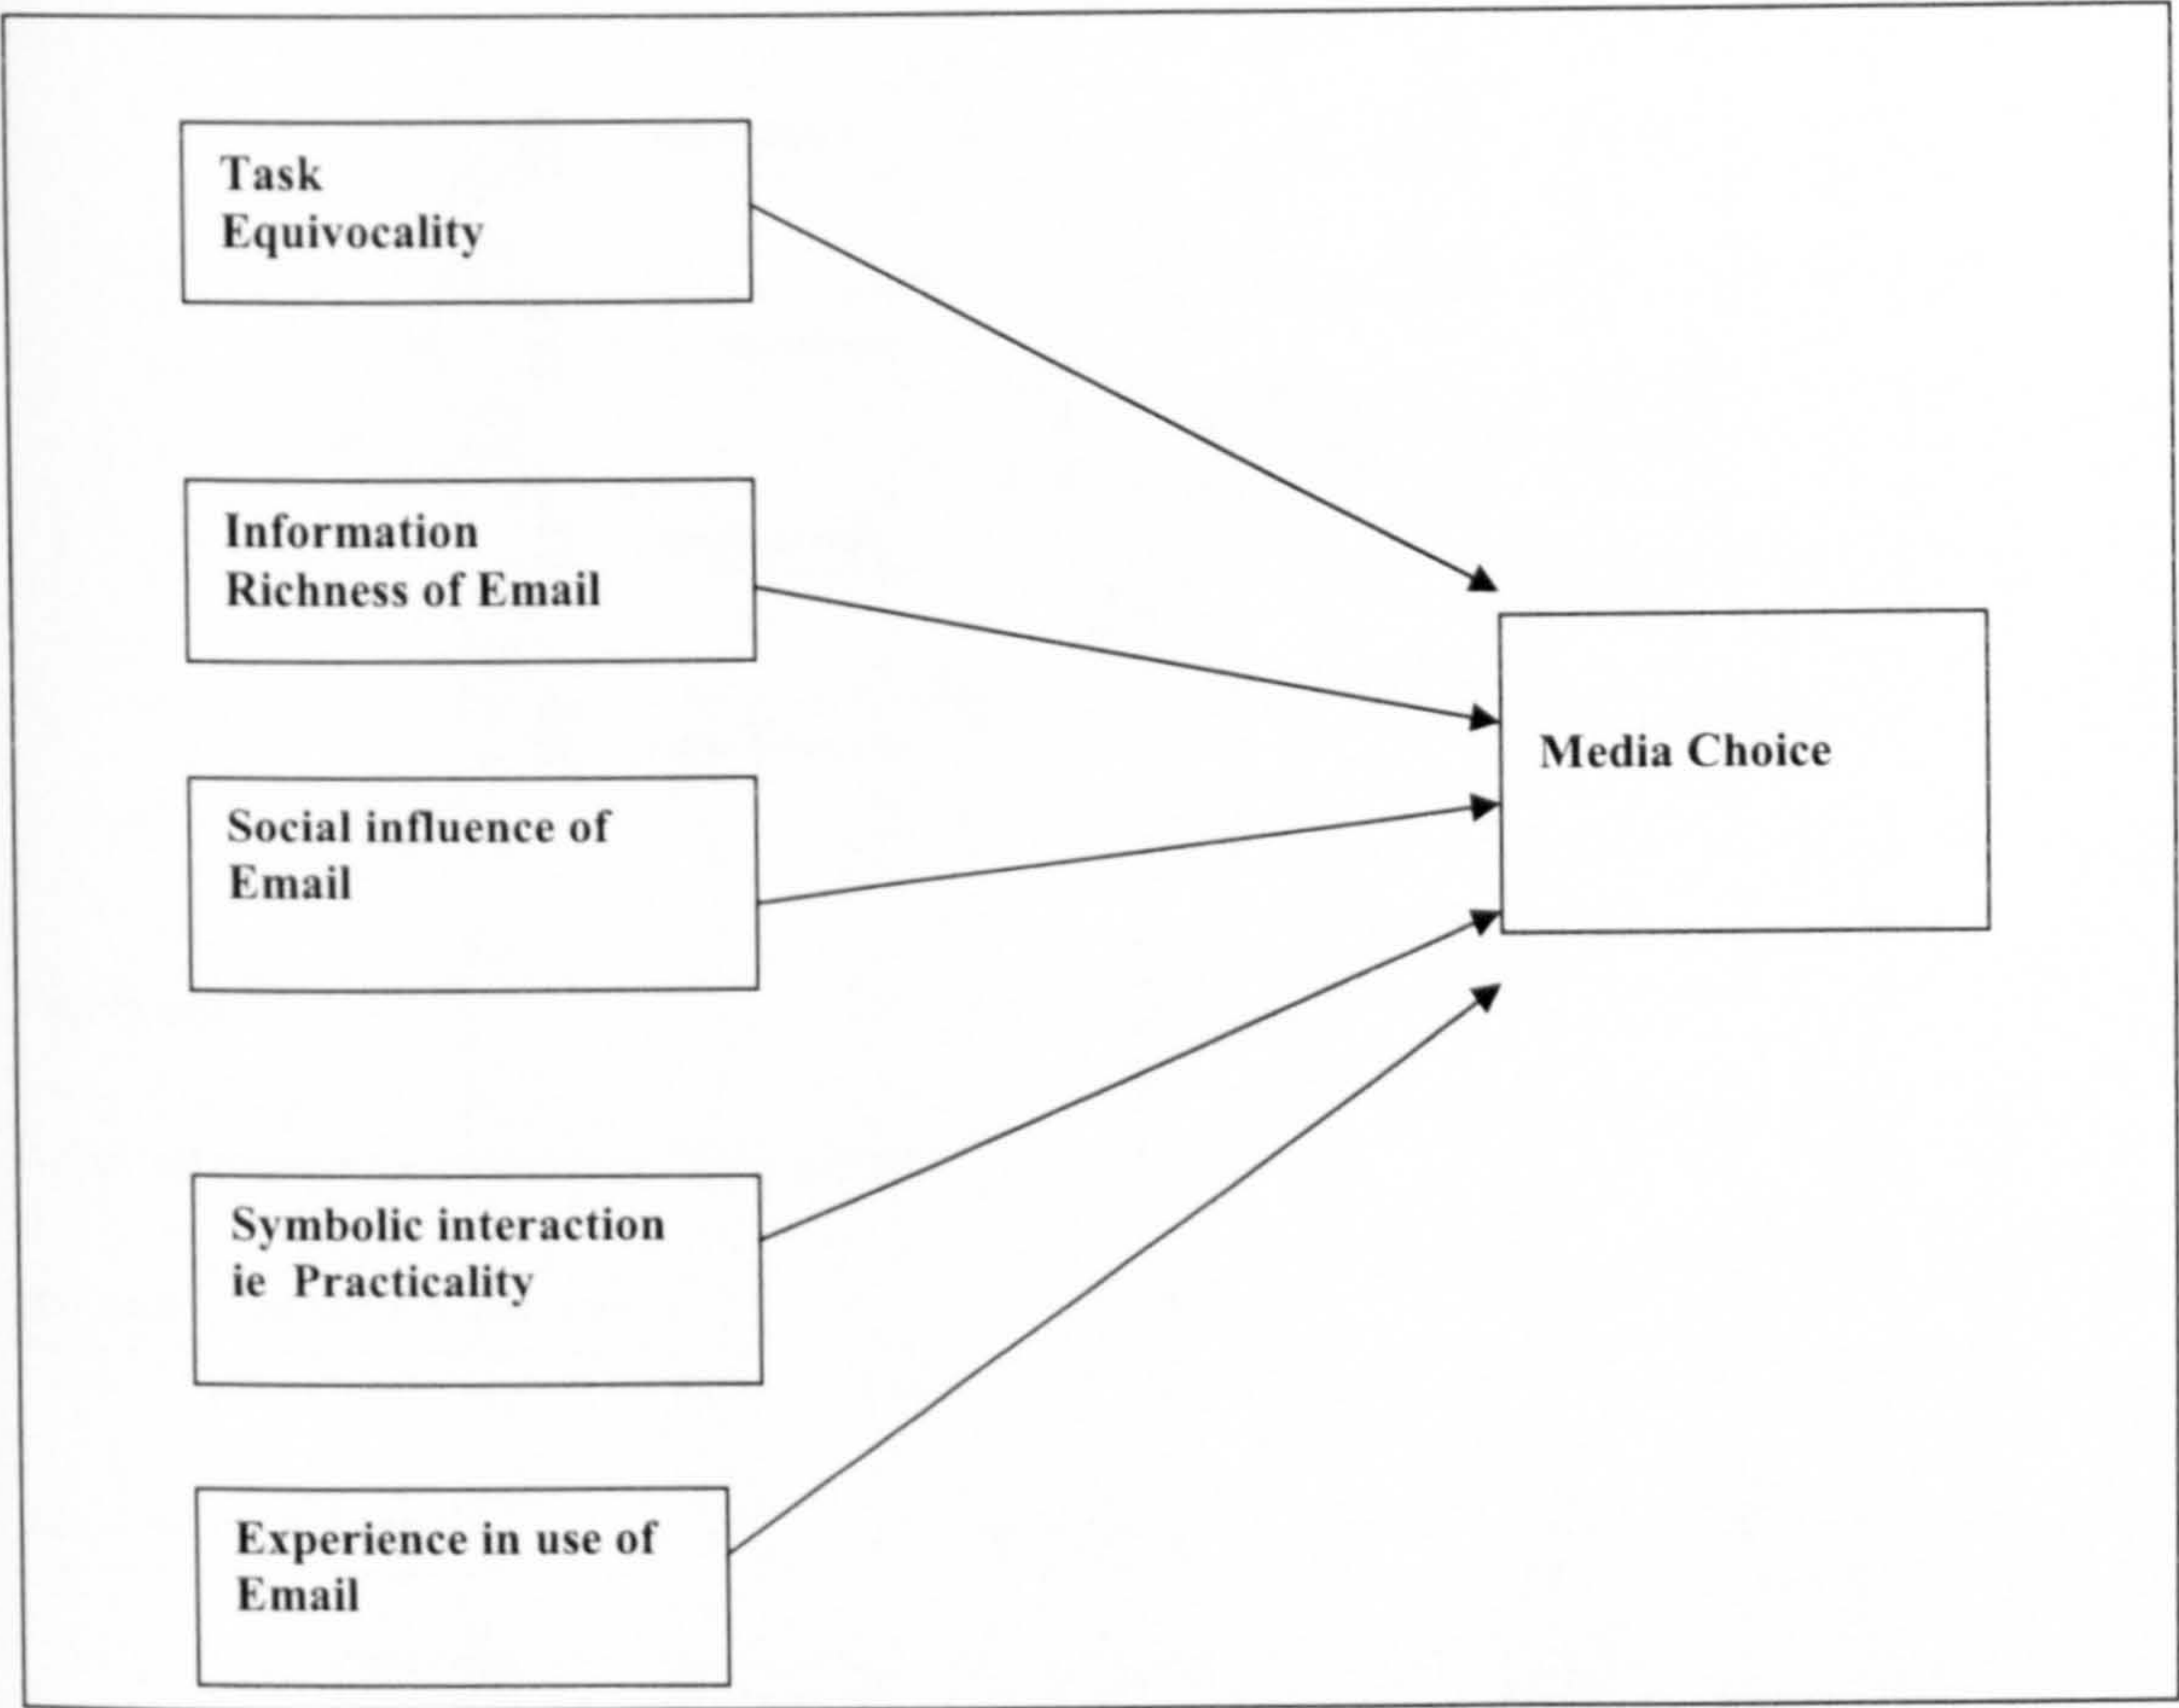 Task
Equivocality
Information
Richness of Email
Social influence of
Email
Media Choice
Symbolic interaction
ie Practicality
Experience in use of
Email